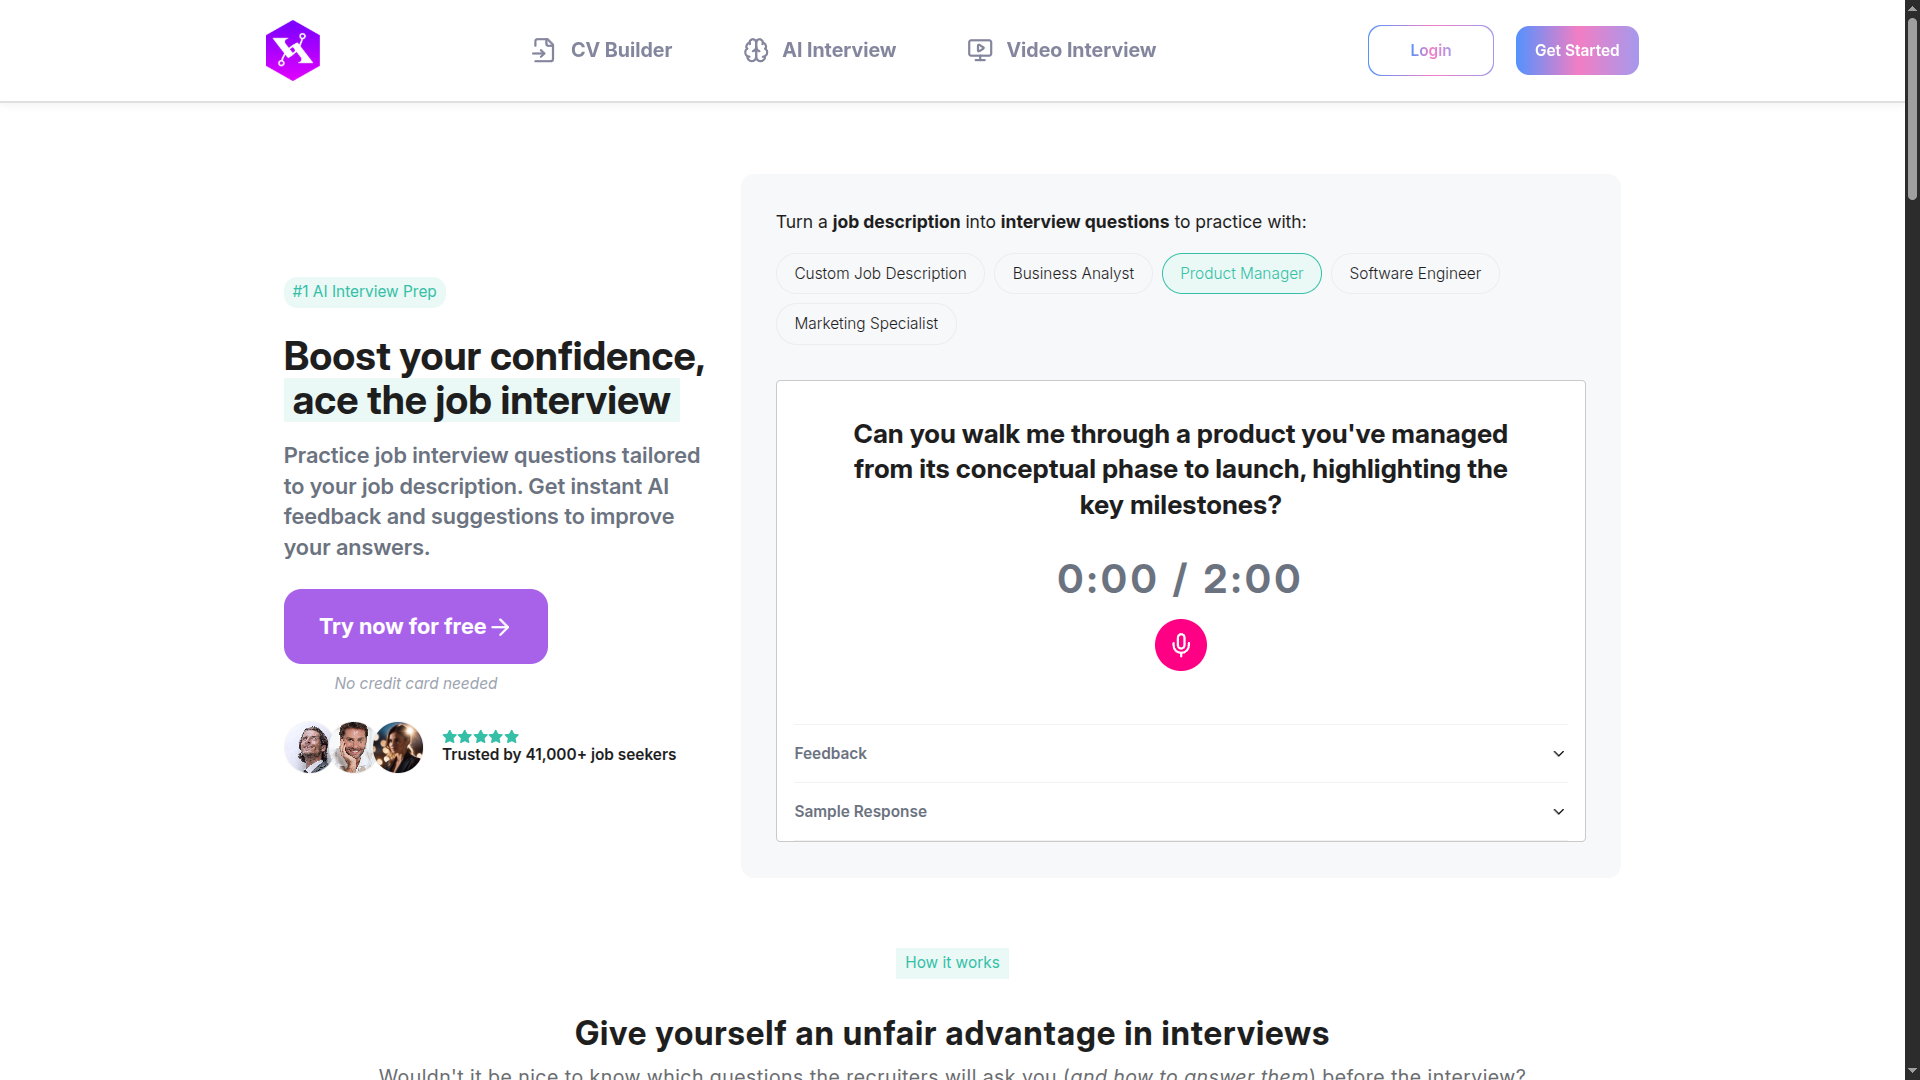 CV Builder
AI Interview
Video Interview
Login
Get Started
#1 AI Interview Prep
Boost your confidence,
ace the job interview
Practice job interview questions tailored
to your job description. Get instant AI
feedback and suggestions to improve
your answers.
Try now for free
No credit card needed
Trusted by 41,000+ job seekers
Turn a job description into interview questions to practice with:
Custom Job Description
Business Analyst
Product Manager
Software Engineer
Marketing Specialist
Can you walk me through a product you've managed
from its conceptual phase to launch, highlighting the
key milestones?
0:00 / 2:00
Feedback
Sample Response
How it works
Give yourself an unfair advantage in interviews
Wouldn't it be nice to know which questions the recruiters will ask you (and how to answer them) before the interview?